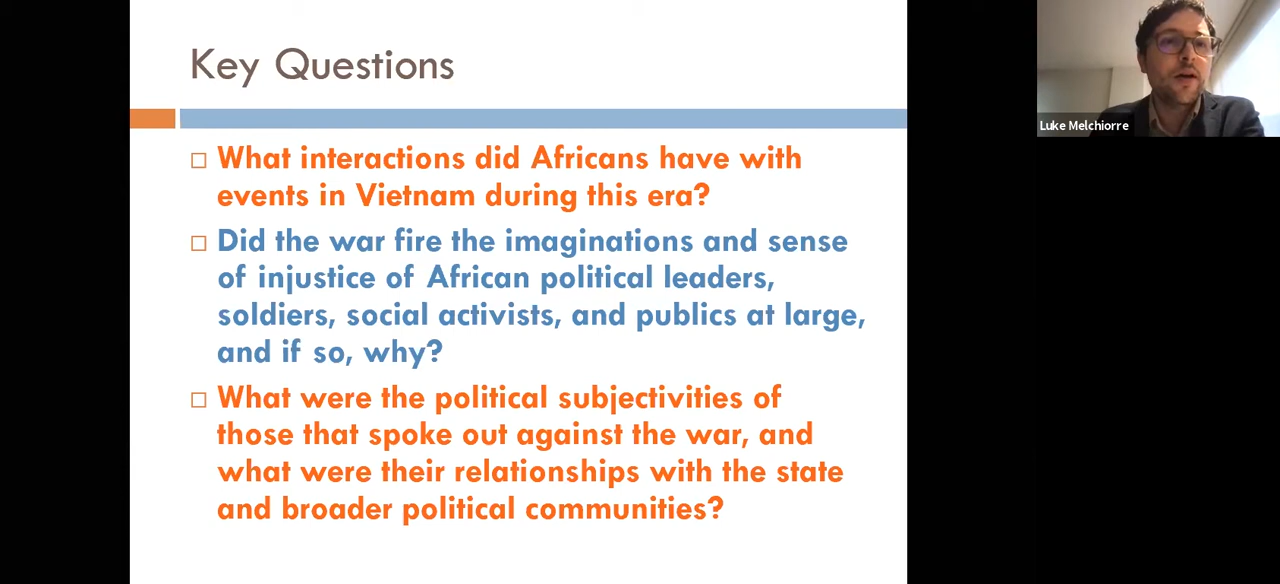 Key Questions
What interactions did Africans have with
events in Vietnam during this era?
Did the war fire the imaginations and sense
of injustice of African political leaders,
soldiers, social activists, and publics at large,
and if so, why?
What were the political subjectivities of
those that spoke out against the war, and
what were their relationships with the state
and broader political communities?
Luke Melchiorre